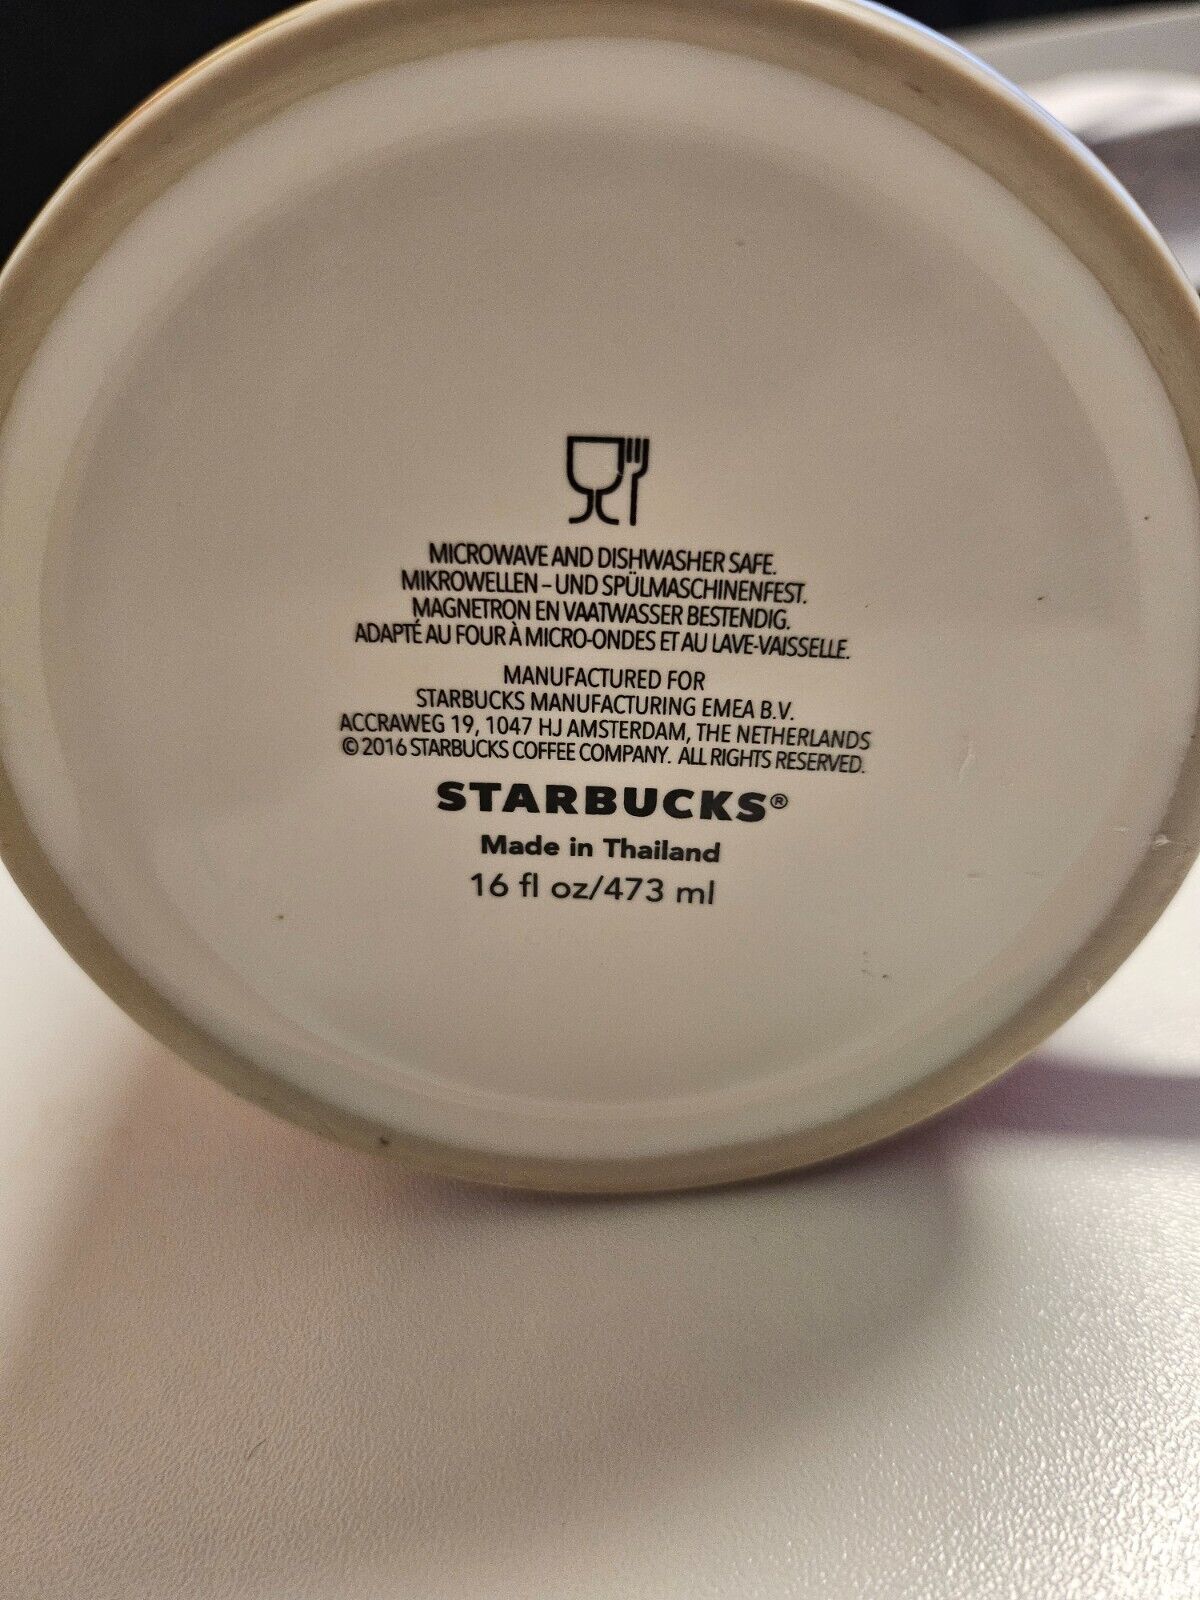 MICROWAVE AND DISHWASHER SAFE.
MIKROWELLEN – UND SPÜLMASCHINENFEST.
MAGNETRON EN VAATWASSER BESTENDIG.
ADAPTÉ AU FOUR À MICRO-ONDES ET AU LAVE-VAISSELLE.
MANUFACTURED FOR
STARBUCKS MANUFACTURING EMEA B.V.
ACCRAWEG 19, 1047 HJ AMSTERDAM, THE NETHERLANDS
© 2016 STARBUCKS COFFEE COMPANY. ALL RIGHTS RESERVED.
STARBUCKS®
Made in Thailand
16 fl oz/473 ml